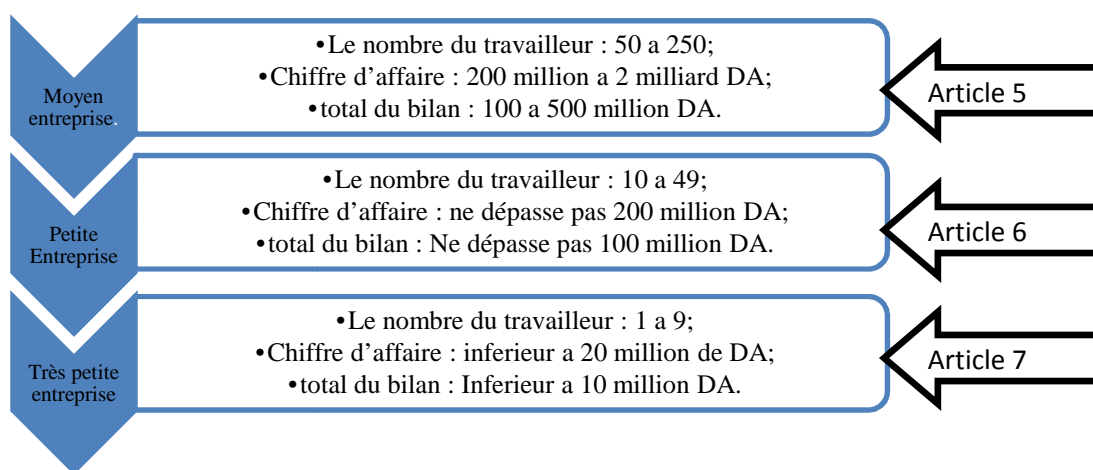 Moyen
entreprise.
•Le nombre du travailleur : 50 a 250;
•Chiffre d’affaire : 200 million a 2 milliard DA;
•total du bilan : 100 a 500 million DA.
Article 5
Petite
Entreprise
•Le nombre du travailleur : 10 a 49;
•Chiffre d’affaire : ne dépasse pas 200 million DA;
•total du bilan : Ne dépasse pas 100 million DA.
Article 6
Très petite
entreprise
•Le nombre du travailleur : 1 a 9;
•Chiffre d’affaire : inferieur a 20 million de DA;
•total du bilan : Inferieur a 10 million DA.
Article 7